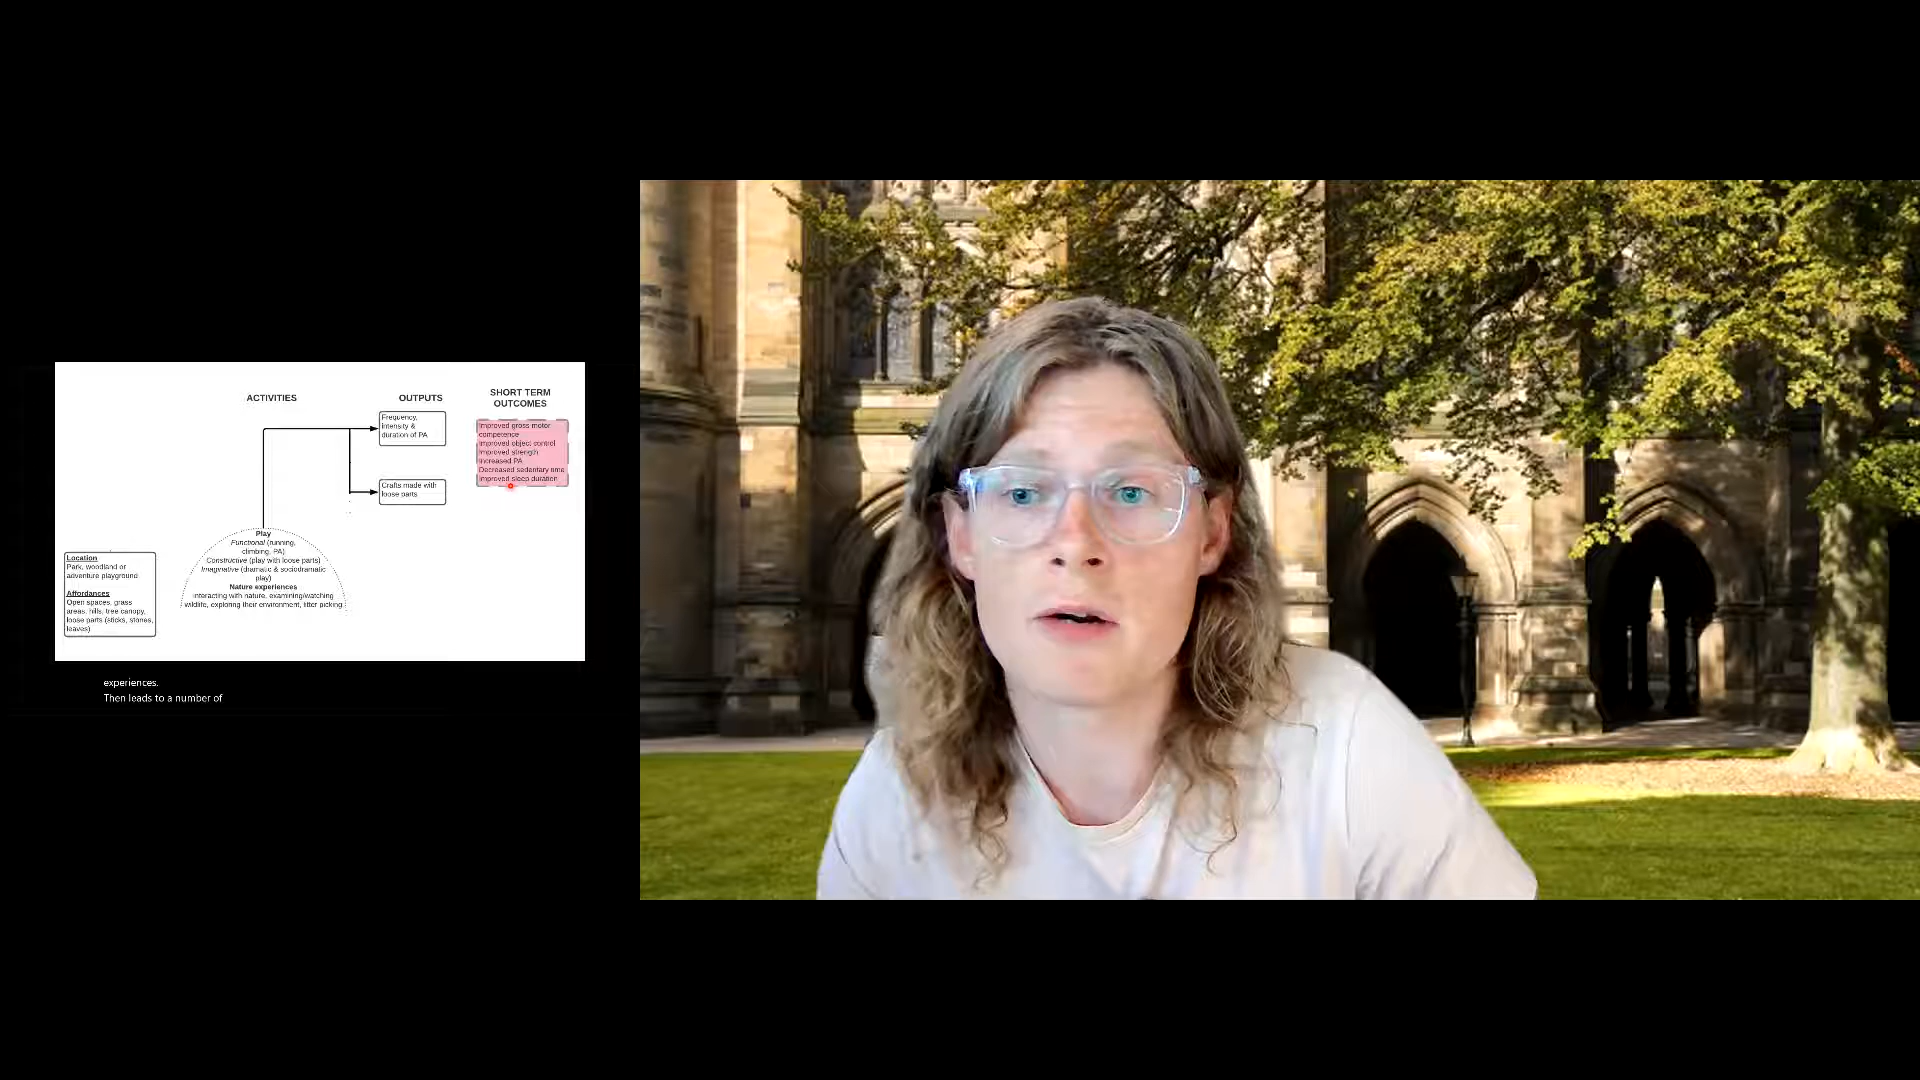 ACTIVITIES
OUTPUTS
SHORT TERM
OUTCOMES
Frequency,
intensity &
duration of PA
Crafts made with
loose parts
Improved gross motor
competence
Improved object control
Improved strength
Increased PA
Decreased sedentary time
Improved sleep duration
Play
Functional (running,
climbing, PA)
Constructive (play with loose parts)
Imaginative (dramatic & sociodramatic
play)
Nature experiences
Interacting with nature, examining/watching
wildlife, exploring their environment, litter picking
Location
Park, woodland or
adventure playground
Affordances
Open spaces, grass
areas, hills, tree canopy,
loose parts (sticks, stones,
leaves)
experiences.
Then leads to a number of